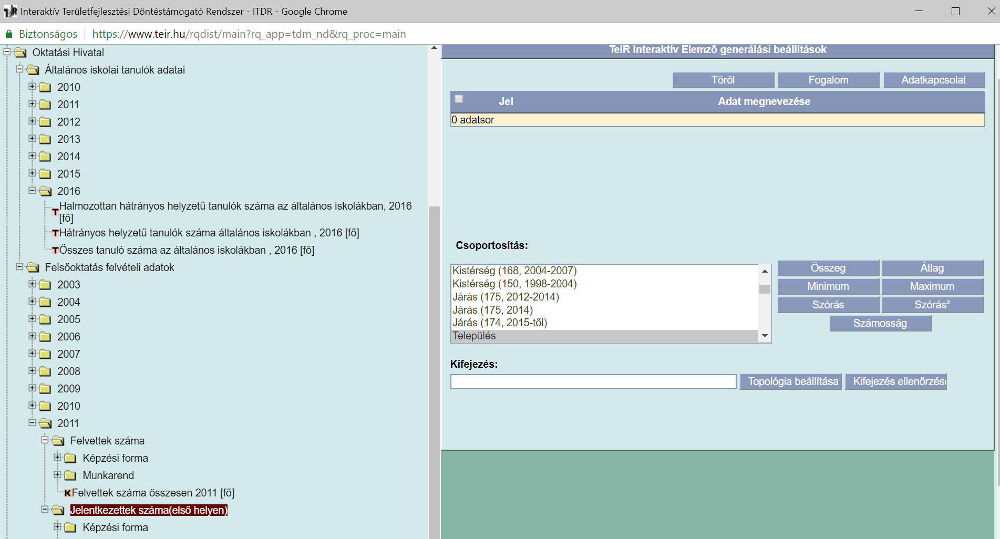 Interaktív Területfejlesztési Döntéstámogató Rendszer - ITDR - Google Chrome
Biztonságos https://www.teir.hu/rqdist/main?rq_app=tdm_nd&rq_proc=main
Oktatási Hivatal
Általános iskolai tanulók adatai
2010
2011
2012
2013
2014
2015
2016
Halmozottan hátrányos helyzetű tanulók száma az általános iskolákban, 2016
[fő]
Hátrányos helyzetű tanulók száma általános iskolákban , 2016 [fő]
Összes tanuló száma az általános iskolákban , 2016 [fő]
Felsőoktatás felvételi adatok
2003
2004
2005
2006
2007
2008
2009
2010
2011
Felvettek száma
Képzési forma
Munkarend
Felvettek száma összesen 2011 [fő]
Jelentkezettek száma(első helyen)
Képzési forma
TeIR Interaktív Elemző generálási beállítások
Töröl Fogalom Adatkapcsolat
Jel Adat megnevezése
0 adatsor
Csoportosítás:
Kistérség (168, 2004-2007)
Kistérség (150, 1998-2004)
Járás (175, 2012-2014)
Járás (175, 2014)
Járás (174, 2015-től)
Település
Összeg Átlag
Minimum Maximum
Szórás Szórás²
Számosság
Kifejezés:
Topológia beállítása Kifejezés ellenőrzése